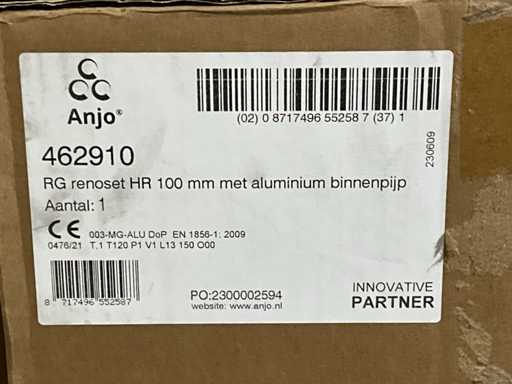 Anjo®
(02) 0 8717496 55258 7 (37) 1
230609
462910
RG renoset HR 100 mm met aluminium binnenpijp
Aantal: 1
CE 003-MG-ALU DoP EN 1856-1: 2009
0476/21 T.1 T120 P1 V1 L13 150 O00
8 717496 552587
PO:2300002594
website: www.anjo.nl
INNOVATIVE
PARTNER